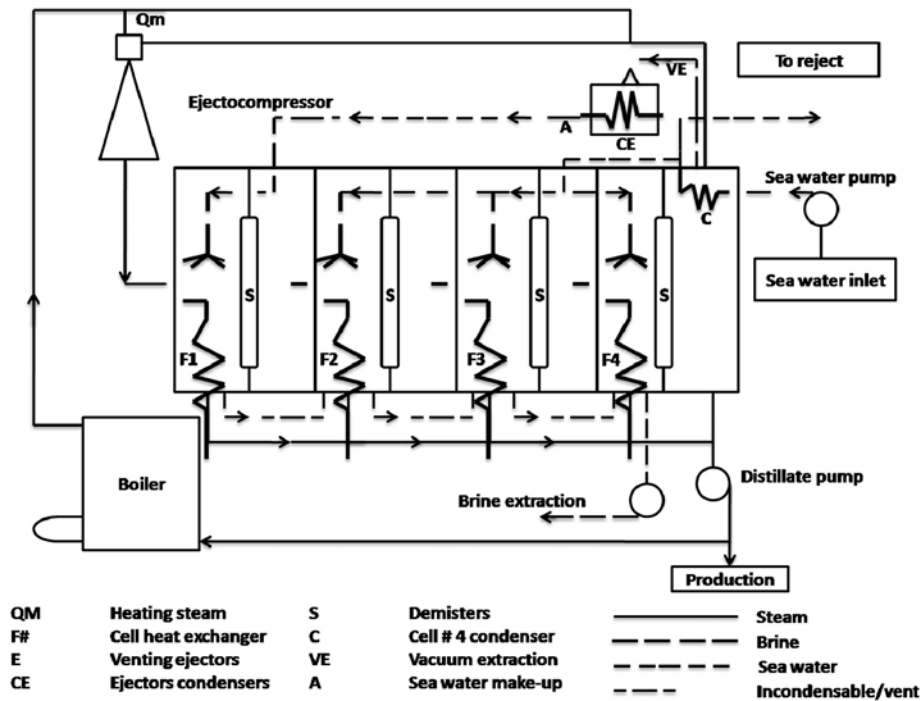 Qm
To reject
VE
Ejectocompressor
A
CE
Sea water pump
C
Sea water inlet
S
S
S
S
F1
F2
F3
F4
Boiler
Distillate pump
Brine extraction
Production
QM Heating steam S Demisters Steam
F# Cell heat exchanger C Cell # 4 condenser Brine
E Venting ejectors VE Vacuum extraction Sea water
CE Ejectors condensers A Sea water make-up Incondensable/vent